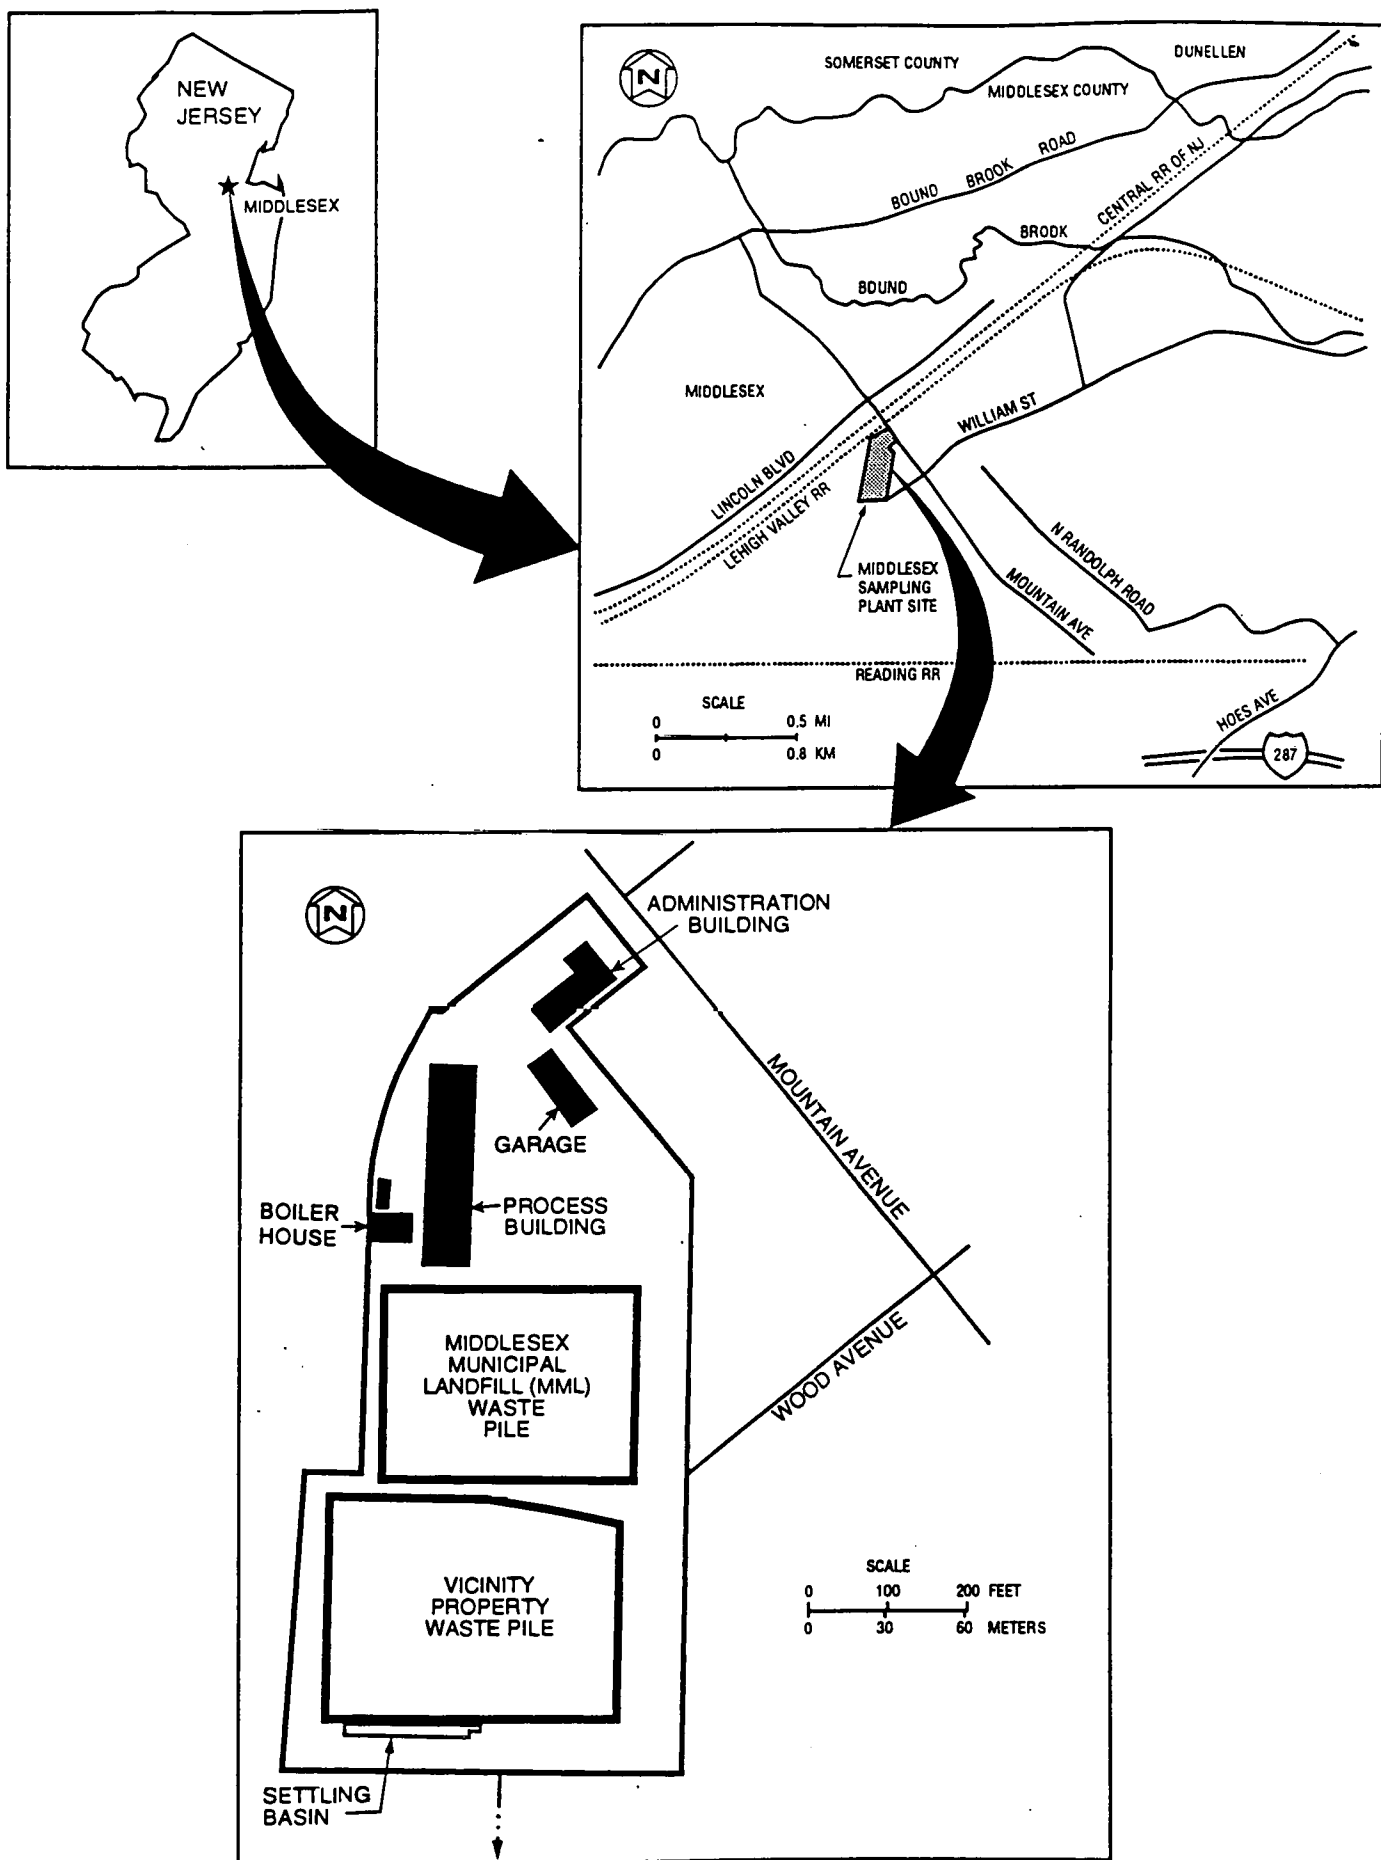 NEW
JERSEY
MIDDLESEX
N
SOMERSET COUNTY
DUNELLEN
MIDDLESEX COUNTY
BOUND BROOK ROAD
CENTRAL RR OF NJ
BROOK
BOUND
MIDDLESEX
WILLIAM ST
LINCOLN BLVD
LEHIGH VALLEY RR
N RANDOLPH ROAD
MIDDLESEX
SAMPLING
PLANT SITE
MOUNTAIN AVE
READING RR
HOES AVE
SCALE
0 0.5 MI
0 0.8 KM
287
N
ADMINISTRATION
BUILDING
MOUNTAIN AVENUE
GARAGE
BOILER
HOUSE
PROCESS
BUILDING
MIDDLESEX
MUNICIPAL
LANDFILL (MML)
WASTE
PILE
WOOD AVENUE
VICINITY
PROPERTY
WASTE PILE
SCALE
0 100 200 FEET
0 30 60 METERS
SETTLING
BASIN